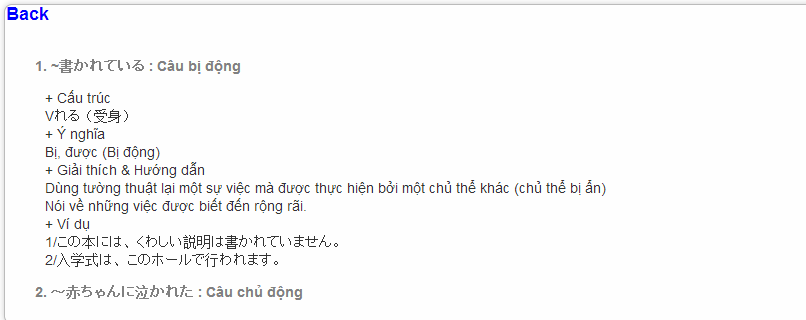 Back
1. ~書かれている : Câu bị động
+ Cấu trúc
Vれる（受身）
+ Ý nghĩa
Bị, được (Bị động)
+ Giải thích & Hướng dẫn
Dùng tường thuật lại một sự việc mà được thực hiện bởi một chủ thể khác (chủ thể bị ẩn)
Nói về những việc được biết đến rộng rãi.
+ Ví dụ
1/この本には、くわしい説明は書かれていません。
2/入学式は、このホールで行われます。
2. ～赤ちゃんに泣かれた : Câu chủ động